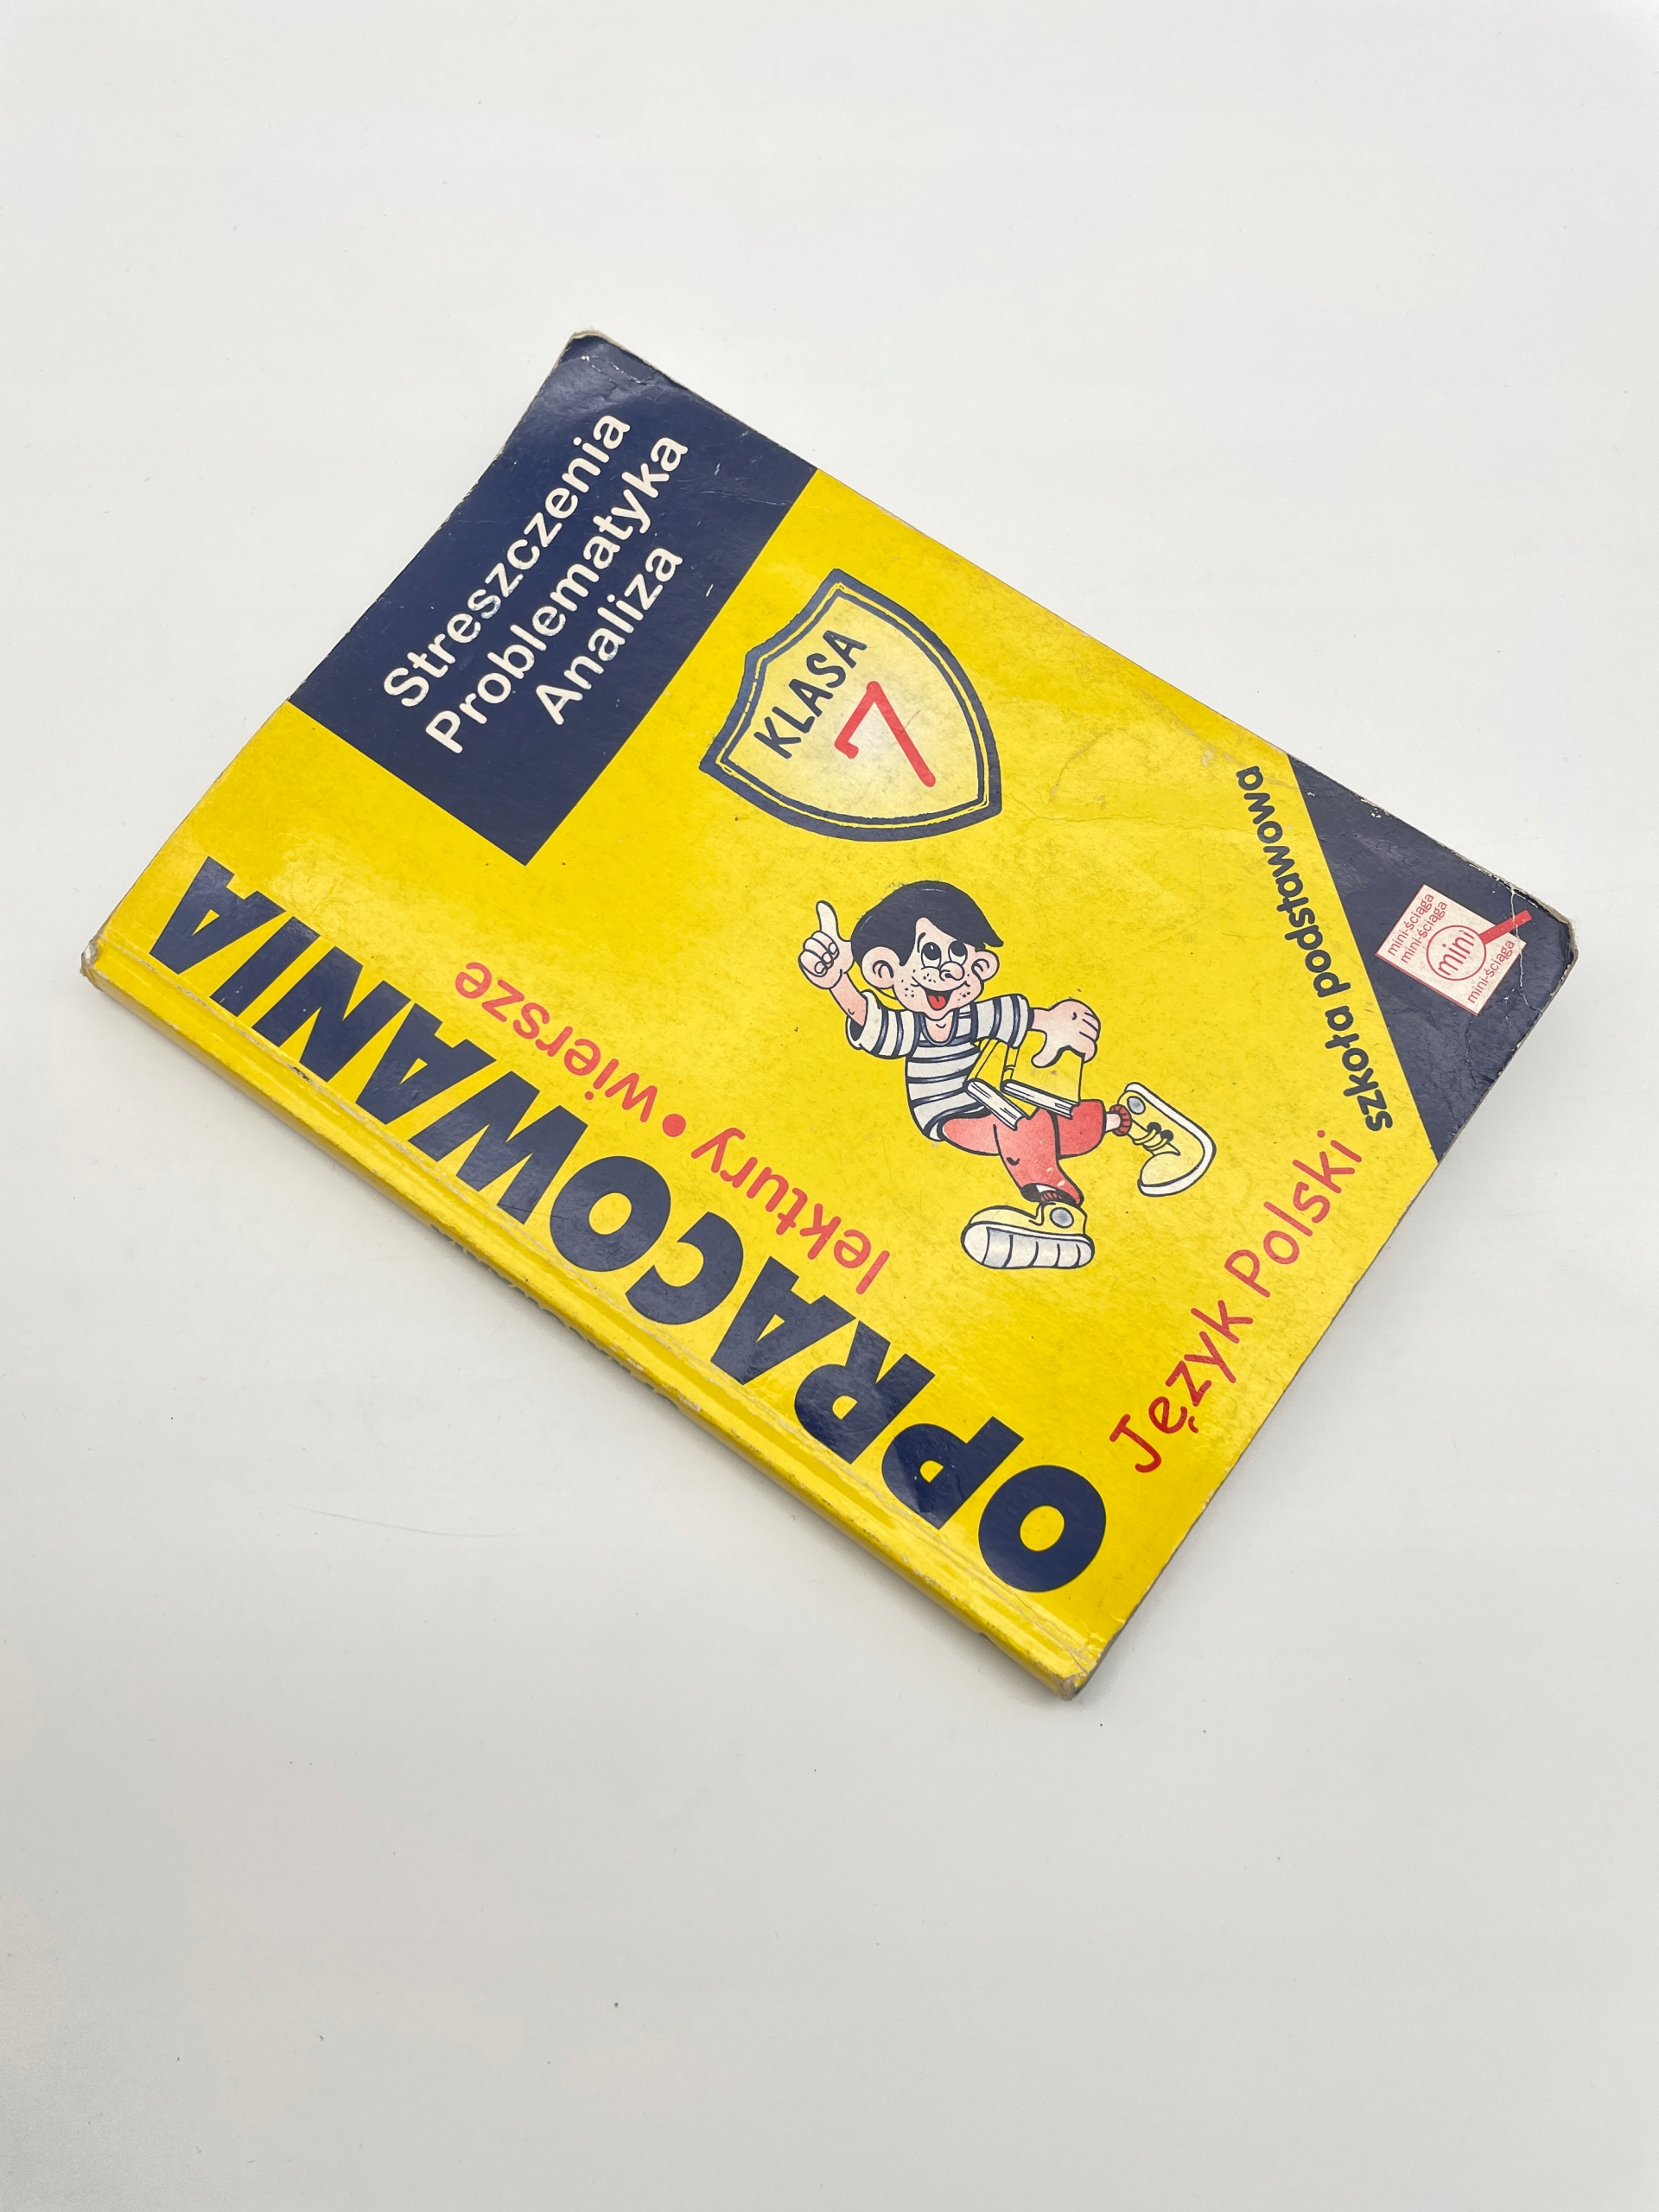 Streszczenia
Problematyka
Analiza
KLASA
7
OPRACOWANIA
lektury • wiersze
Język Polski
szkoła podstawowa
mini-ściąga
mini-ściąga
mini
mini-ściąga